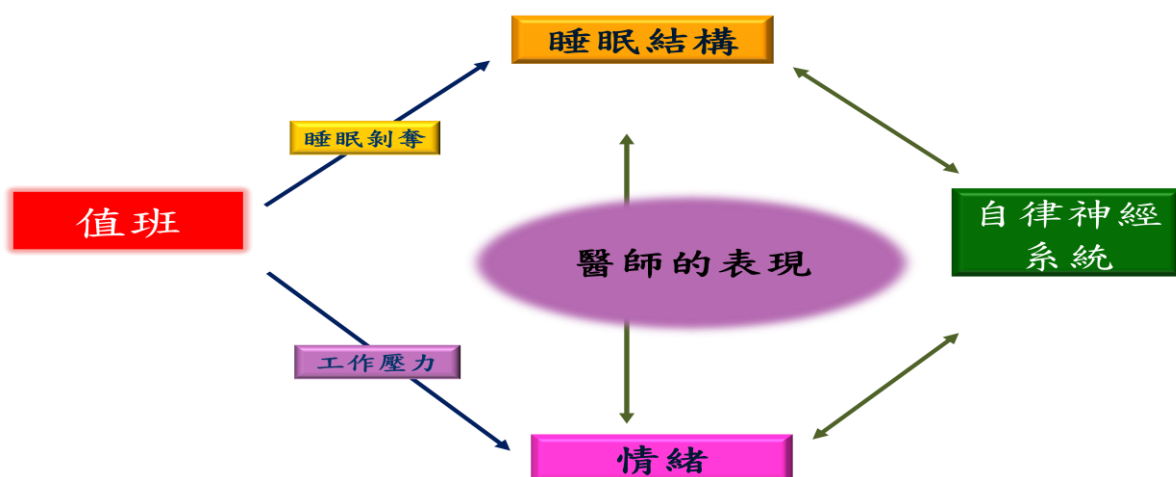 睡眠結構
睡眠剝奪
值班
自律神經
系統
醫師的表現
工作壓力
情緒